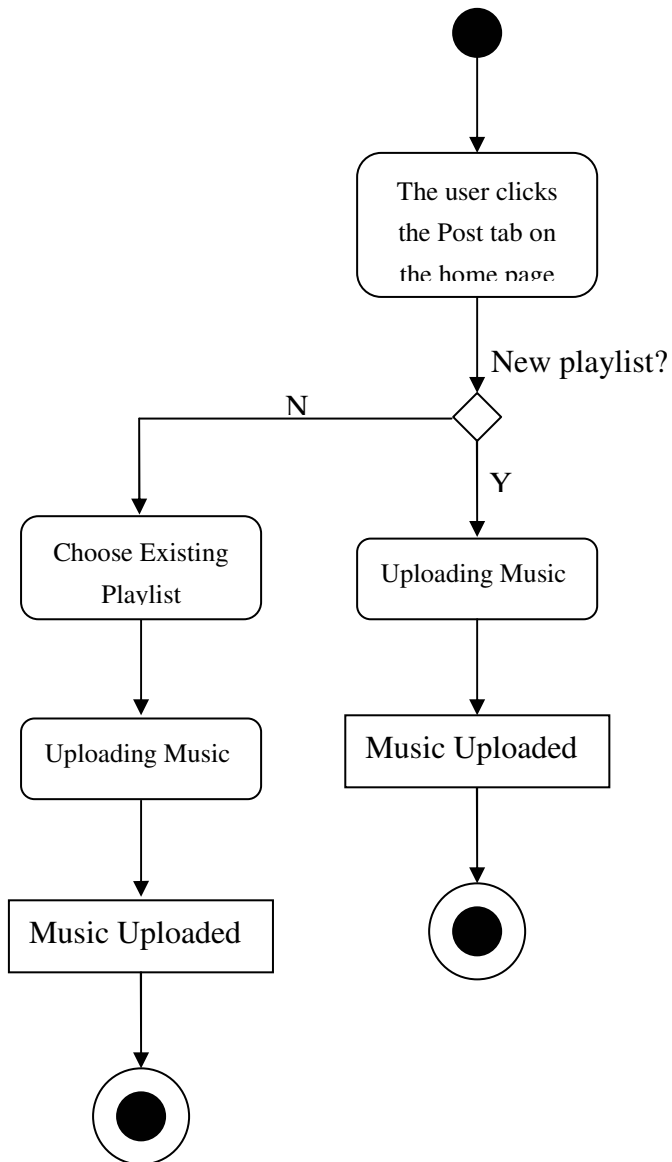 The user clicks
the Post tab on
the home page
New playlist?
N
Y
Choose Existing
Playlist
Uploading Music
Uploading Music
Music Uploaded
Music Uploaded